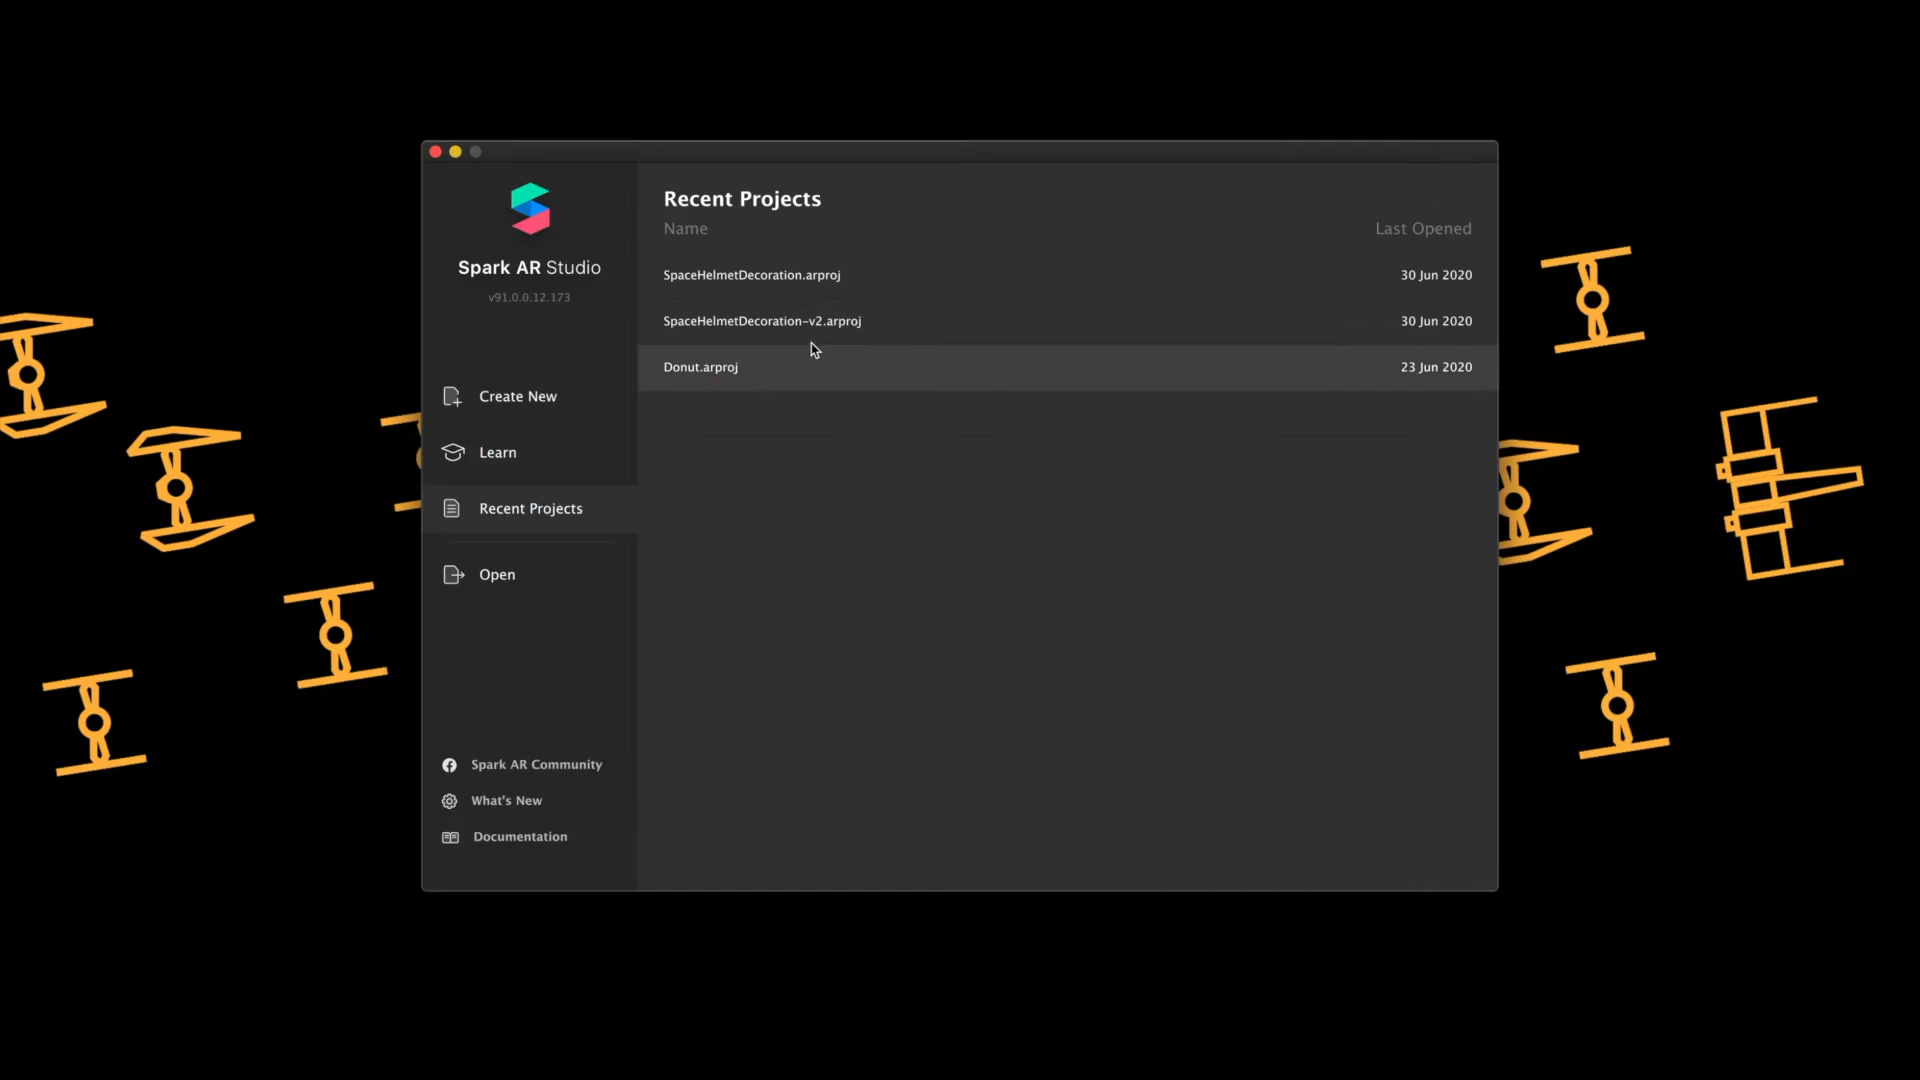 Spark AR Studio
v91.0.0.12.173
Create New
Learn
Recent Projects
Open
Spark AR Community
What's New
Documentation
Recent Projects
Name Last Opened
SpaceHelmetDecoration.arproj 30 Jun 2020
SpaceHelmetDecoration-v2.arproj 30 Jun 2020
Donut.arproj 23 Jun 2020